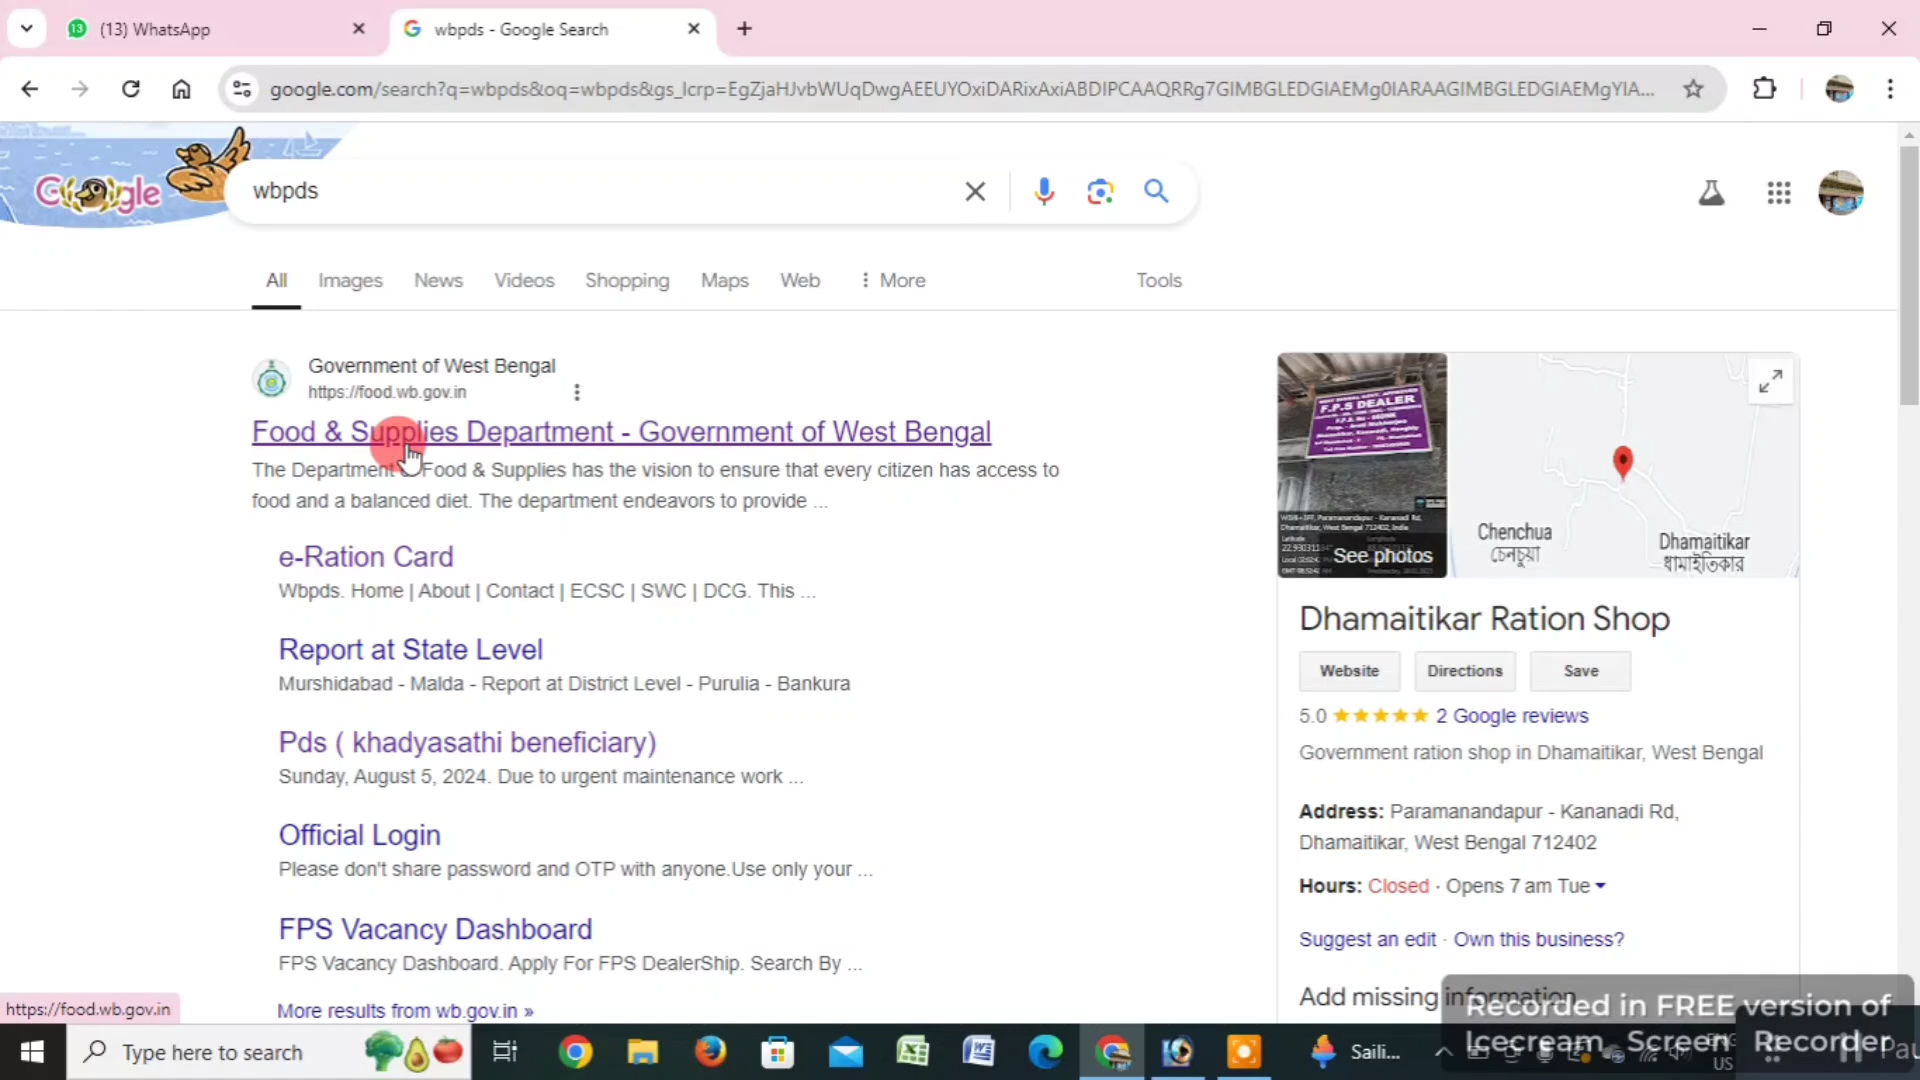 13
(13) WhatsApp
wbpds - Google Search
google.com/search?q=wbpds&oq=wbpds&gs_lcrp=EgZjaHJvbWUqDwgAEEUYOxiDARixAxiABDIPCAAQRRg7GIMBGLEDGIAEMg0IARAAGIMBGLEDGIAEMgYIA...
Google
wbpds
All Images News Videos Shopping Maps Web More Tools
Government of West Bengal
https://food.wb.gov.in
Food & Supplies Department - Government of West Bengal
The Department of Food & Supplies has the vision to ensure that every citizen has access to
food and a balanced diet. The department endeavors to provide ...
e-Ration Card
Wbpds. Home | About | Contact | ECSC | SWC | DCG. This ...
Report at State Level
Murshidabad - Malda - Report at District Level - Purulia - Bankura
Pds ( khadyasathi beneficiary)
Sunday, August 5, 2024. Due to urgent maintenance work ...
Official Login
Please don't share password and OTP with anyone.Use only your ...
FPS Vacancy Dashboard
FPS Vacancy Dashboard. Apply For FPS DealerShip. Search By ...
More results from wb.gov.in »
https://food.wb.gov.in
F.P.S DEALER
See photos
Chenchua
চেনচুয়া
Dhamaitikar
ধামাইতিকার
Dhamaitikar Ration Shop
Website Directions Save
5.0 2 Google reviews
Government ration shop in Dhamaitikar, West Bengal
Address: Paramanandapur - Kananadi Rd,
Dhamaitikar, West Bengal 712402
Hours: Closed · Opens 7 am Tue
Suggest an edit · Own this business?
Add missing information
Recorded in FREE version of
Icecream Screen Recorder
Type here to search
Saili...
ENG
US
Pau